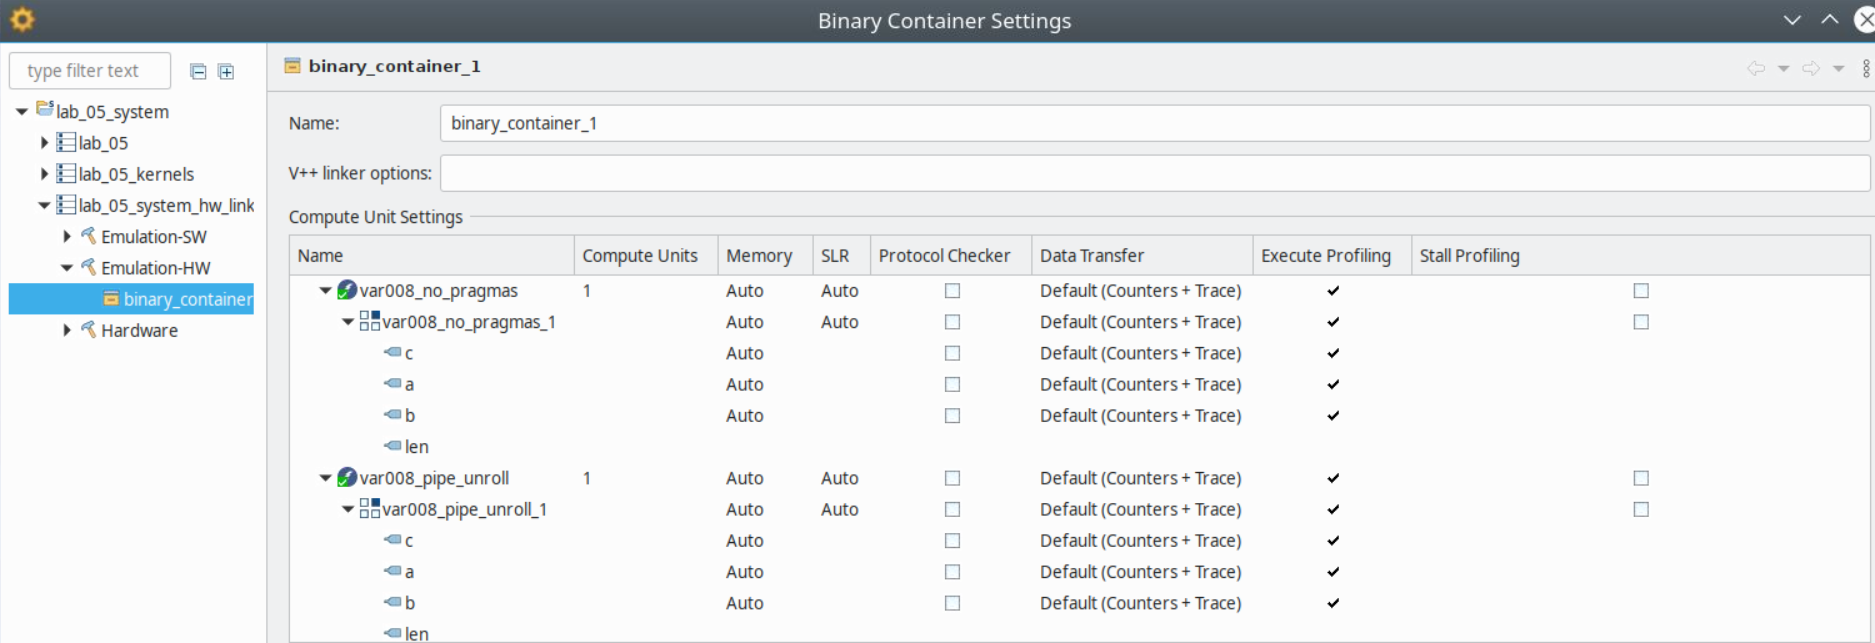 Binary Container Settings
type filter text
lab_05_system
lab_05
lab_05_kernels
lab_05_system_hw_link
Emulation-SW
Emulation-HW
binary_container
Hardware
binary_container_1
Name: binary_container_1
V++ linker options:
Compute Unit Settings
Name Compute Units Memory SLR Protocol Checker Data Transfer Execute Profiling Stall Profiling
var008_no_pragmas 1 Auto Auto Default (Counters + Trace)
var008_no_pragmas_1 Auto Auto Default (Counters + Trace)
c Auto Default (Counters + Trace)
a Auto Default (Counters + Trace)
b Auto Default (Counters + Trace)
len
var008_pipe_unroll 1 Auto Auto Default (Counters + Trace)
var008_pipe_unroll_1 Auto Auto Default (Counters + Trace)
c Auto Default (Counters + Trace)
a Auto Default (Counters + Trace)
b Auto Default (Counters + Trace)
len